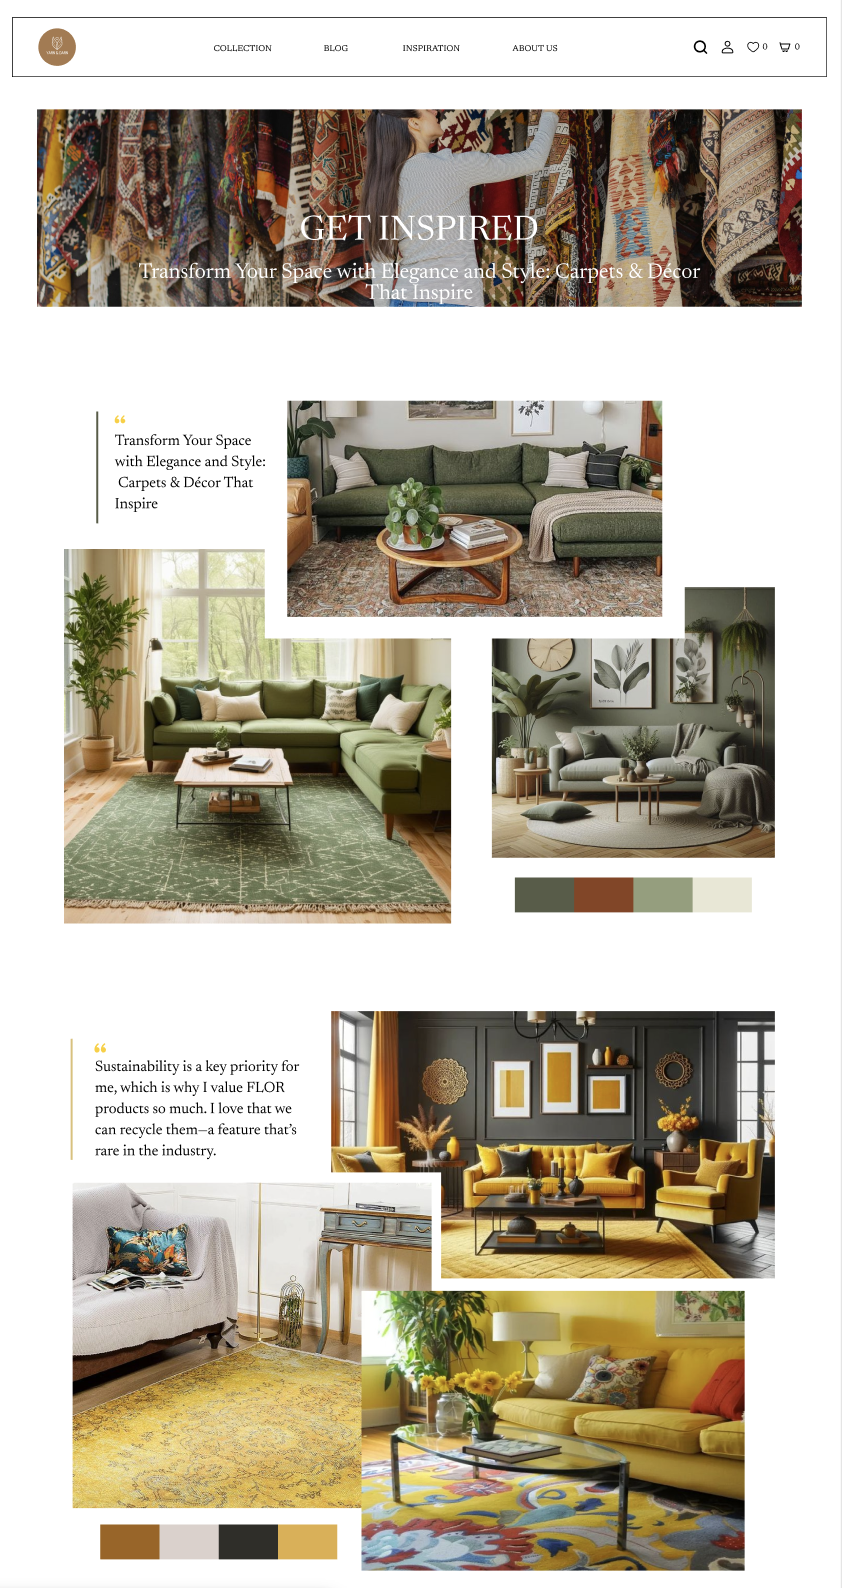 COLLECTION
BLOG
INSPIRATION
ABOUT US
0
0
GET INSPIRED
Transform Your Space with Elegance and Style: Carpets & Décor
That Inspire
“
Transform Your Space
with Elegance and Style:
Carpets & Décor That
Inspire
“
Sustainability is a key priority for
me, which is why I value FLOR
products so much. I love that we
can recycle them—a feature that’s
rare in the industry.